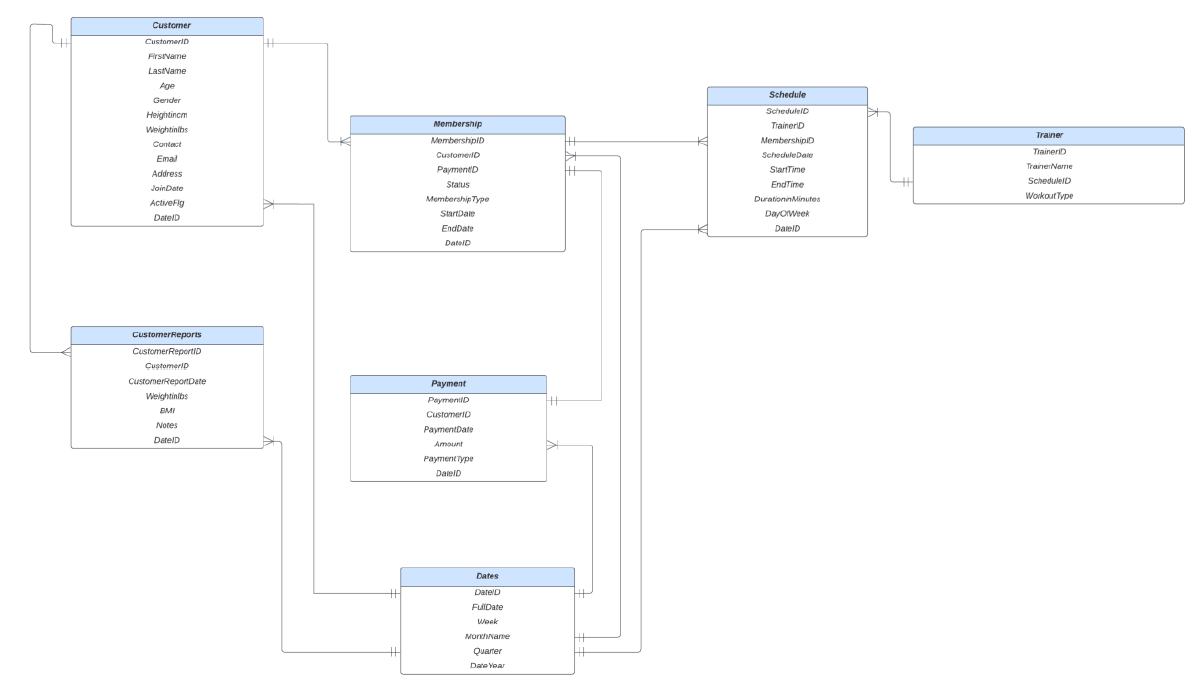 Customer
CustomerID
FirstName
LastName
Age
Gender
Heightincm
Weightinlbs
Contact
Email
Address
JoinDate
ActiveFlg
DateID
Membership
MembershipID
CustomerID
PaymentID
Status
MembershipType
StartDate
EndDate
DateID
Schedule
ScheduleID
TrainerID
MembershipID
ScheduleDate
StartTime
EndTime
DurationinMinutes
DayOfWeek
DateID
Trainer
TrainerID
TrainerName
ScheduleID
WorkoutType
CustomerReports
CustomerReportID
CustomerID
CustomerReportDate
Weightinlbs
BMI
Notes
DateID
Payment
PaymentID
CustomerID
PaymentDate
Amount
PaymentType
DateID
Dates
DateID
FullDate
Week
MonthName
Quarter
DateYear